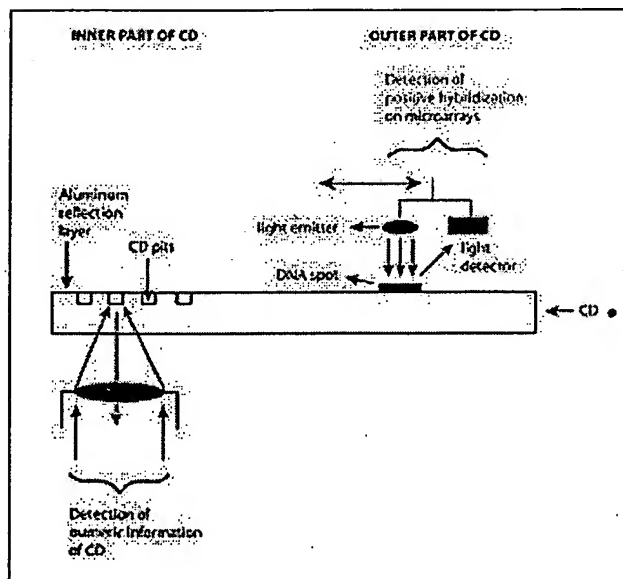 INNER PART OF CD
OUTER PART OF CD
Detection of
positive hybridization
on microarrays
Aluminum
reflection
layer
CD pits
light emitter
light
detector
DNA spot
CD
Detection of
numeric information
of CD